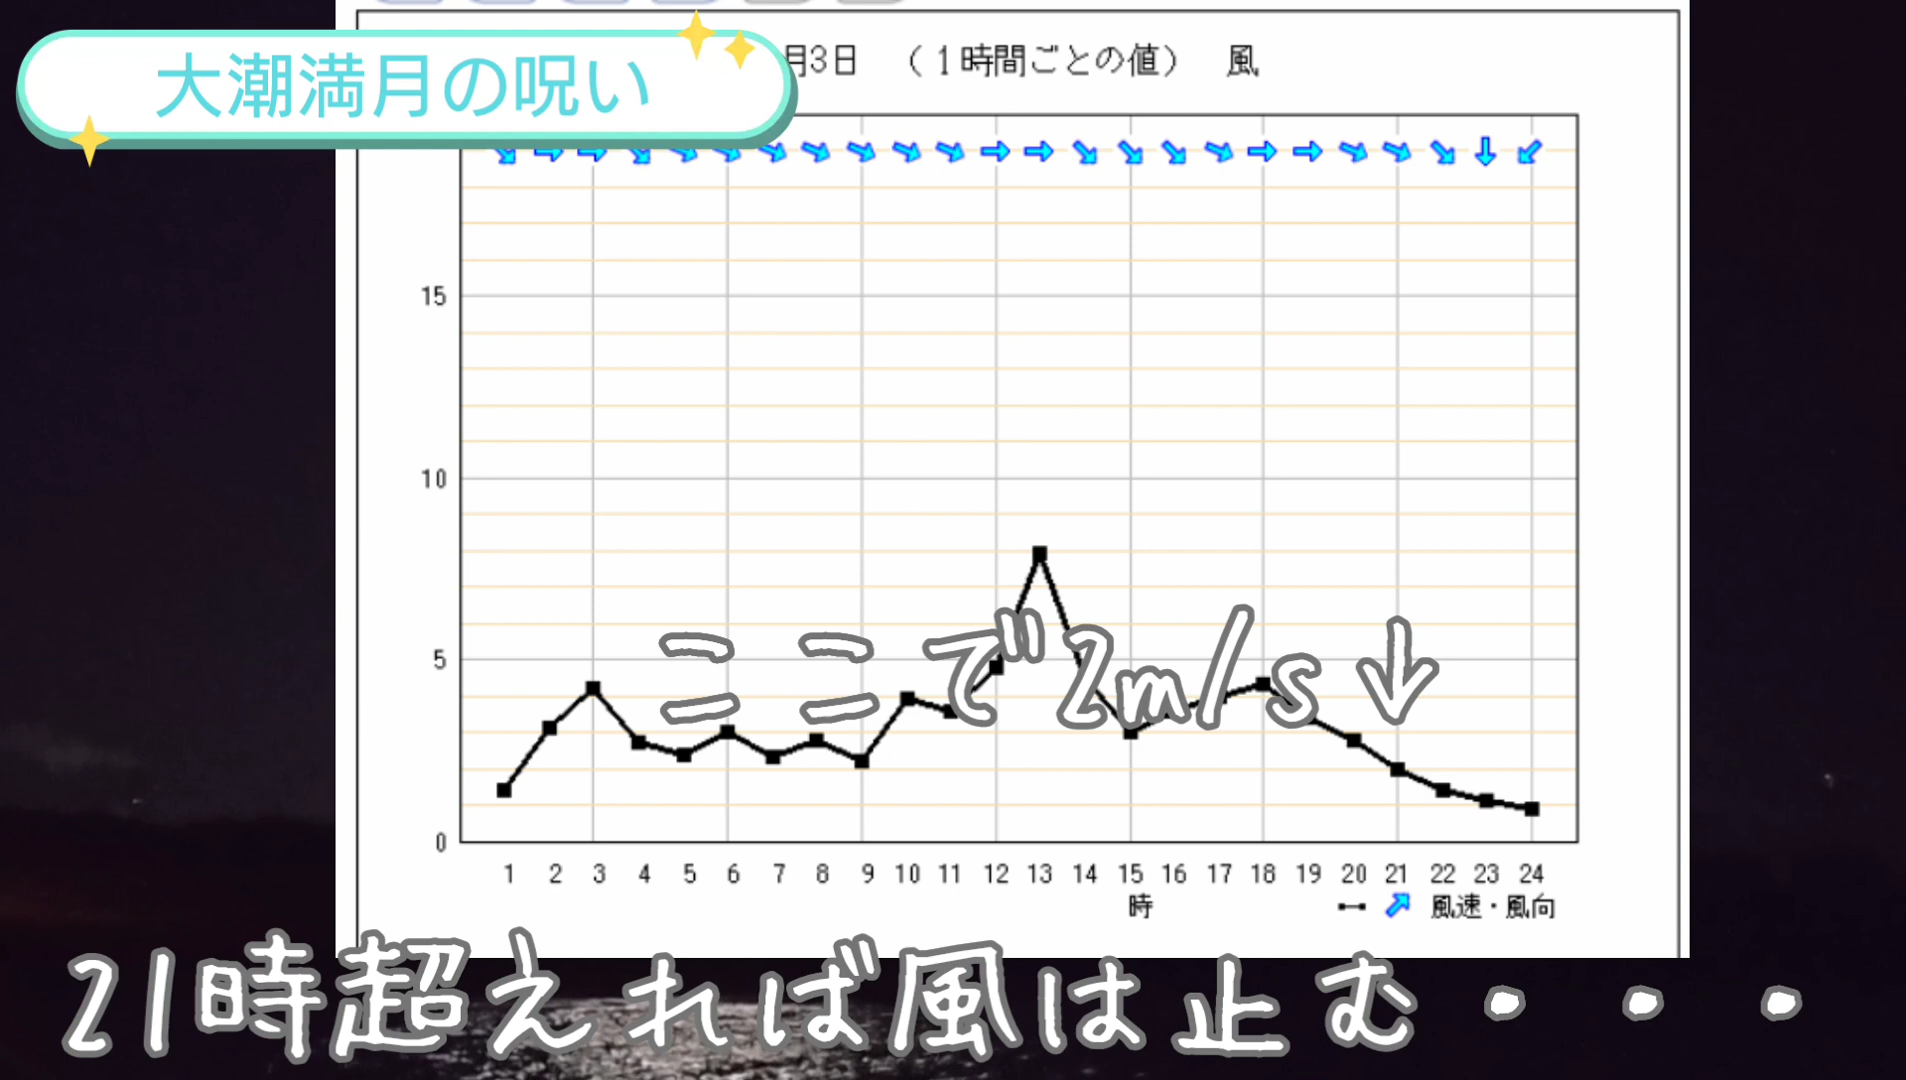 大潮満月の呪い
月3日 （１時間ごとの値） 風
15
10
5
0
ここで2m/s↓
1 2 3 4 5 6 7 8 9 10 11 12 13 14 15 16 17 18 19 20 21 22 23 24
時
風速・風向
21時超えれば風は止む・・・